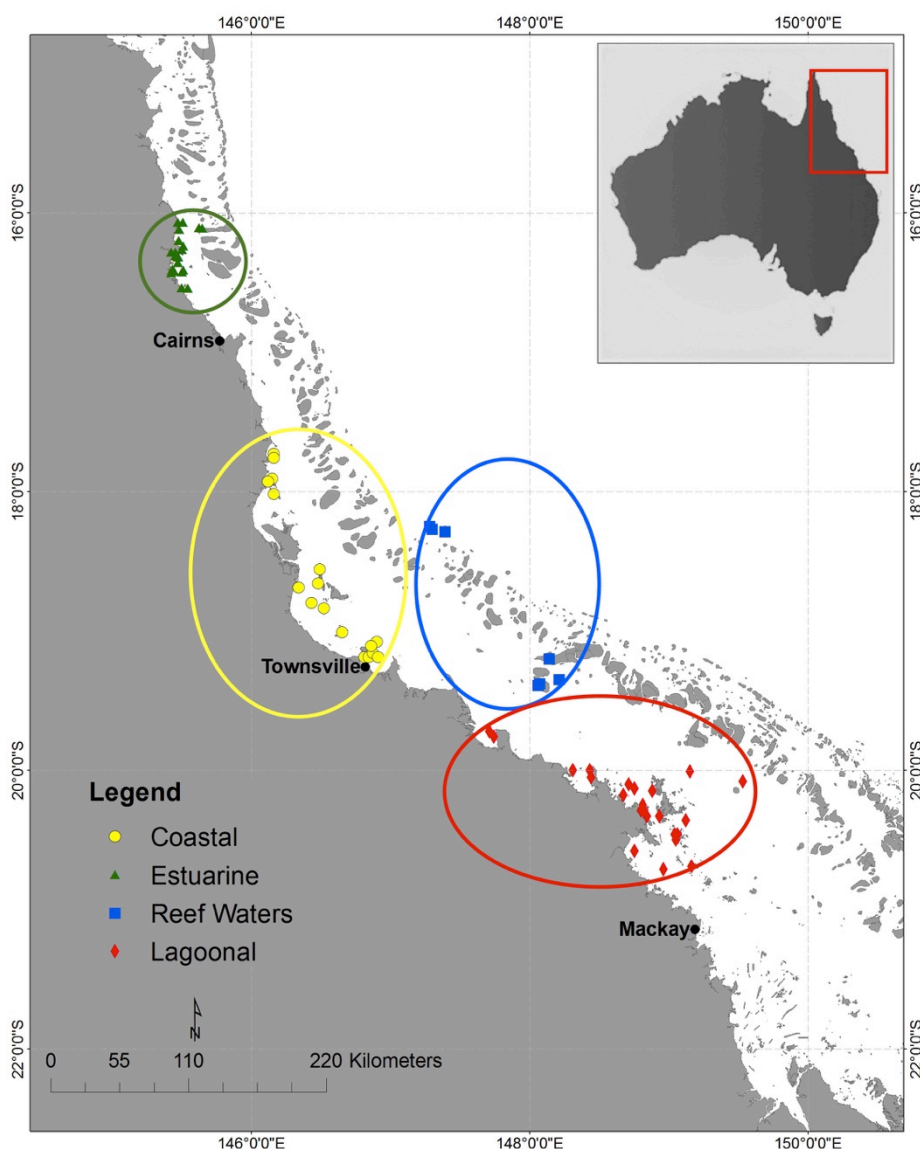 146°0'0"E 148°0'0"E 150°0'0"E
16°0'0"S 16°0'0"S
Cairns
18°0'0"S 18°0'0"S
Townsville
20°0'0"S 20°0'0"S
Legend
Coastal
Estuarine
Reef Waters
Lagoonal
Mackay
N
0 55 110 220 Kilometers
22°0'0"S 22°0'0"S
146°0'0"E 148°0'0"E 150°0'0"E